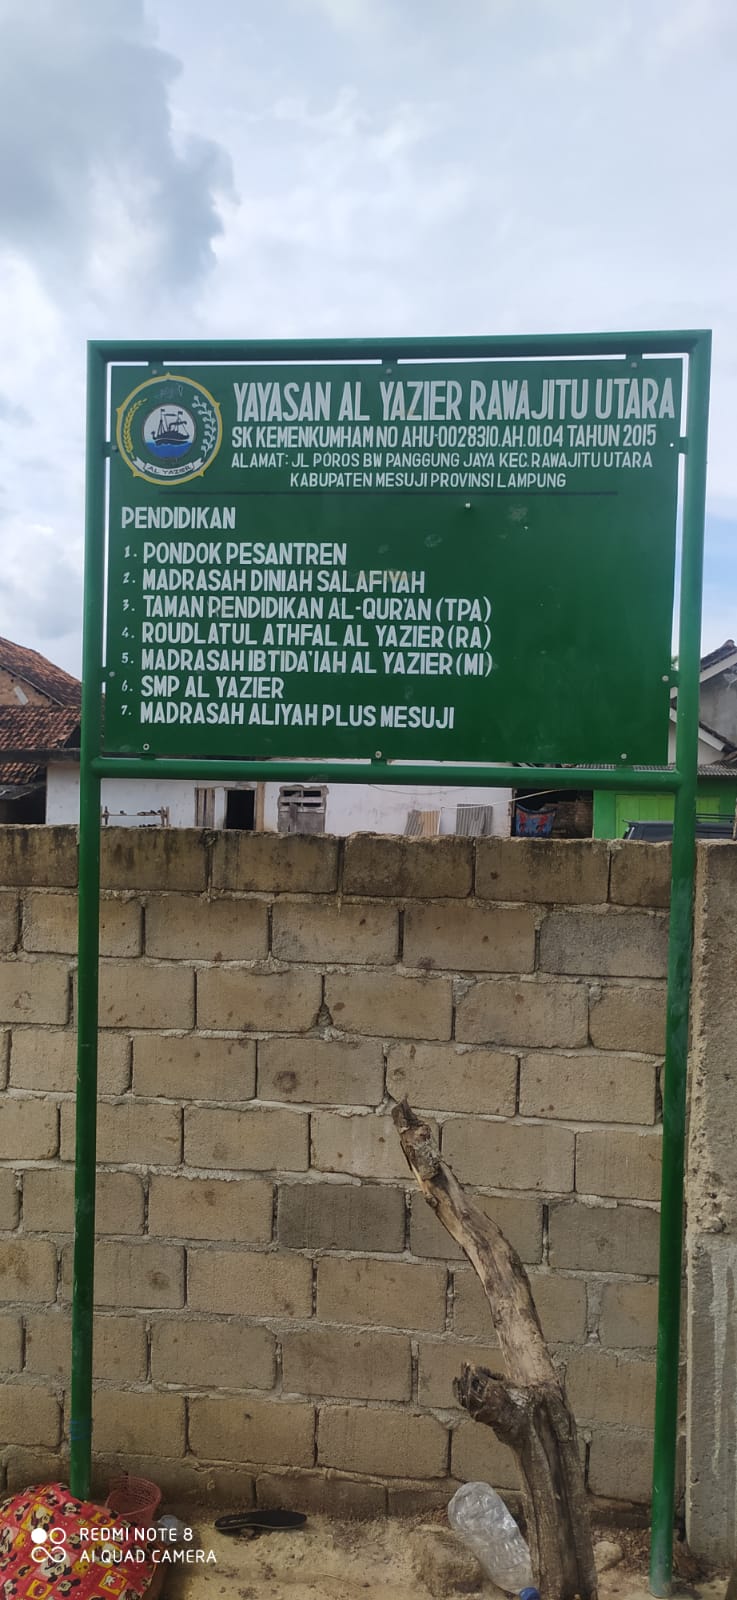 YAYASAN AL YAZIER RAWAJITU UTARA
SK KEMENKUMHAM NO AHU-0028310.AH.01.04 TAHUN 2015
ALAMAT: JL POROS BW PANGGUNG JAYA KEC.RAWAJITU UTARA
KABUPATEN MESUJI PROVINSI LAMPUNG
AL YAZIER
PENDIDIKAN
1. PONDOK PESANTREN
2. MADRASAH DINIAH SALAFIYAH
3. TAMAN PENDIDIKAN AL-QUR'AN (TPA)
4. ROUDLATUL ATHFAL AL YAZIER (RA)
5. MADRASAH IBTIDA'IAH AL YAZIER (MI)
6. SMP AL YAZIER
7. MADRASAH ALIYAH PLUS MESUJI
REDMI NOTE 8
AI QUAD CAMERA